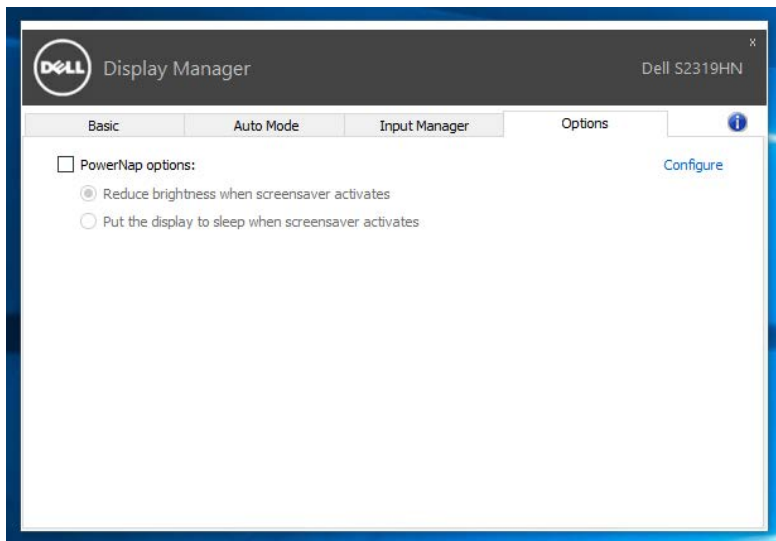 DELL Display Manager
x
Dell S2319HN
Basic Auto Mode Input Manager Options
PowerNap options: Configure
Reduce brightness when screensaver activates
Put the display to sleep when screensaver activates